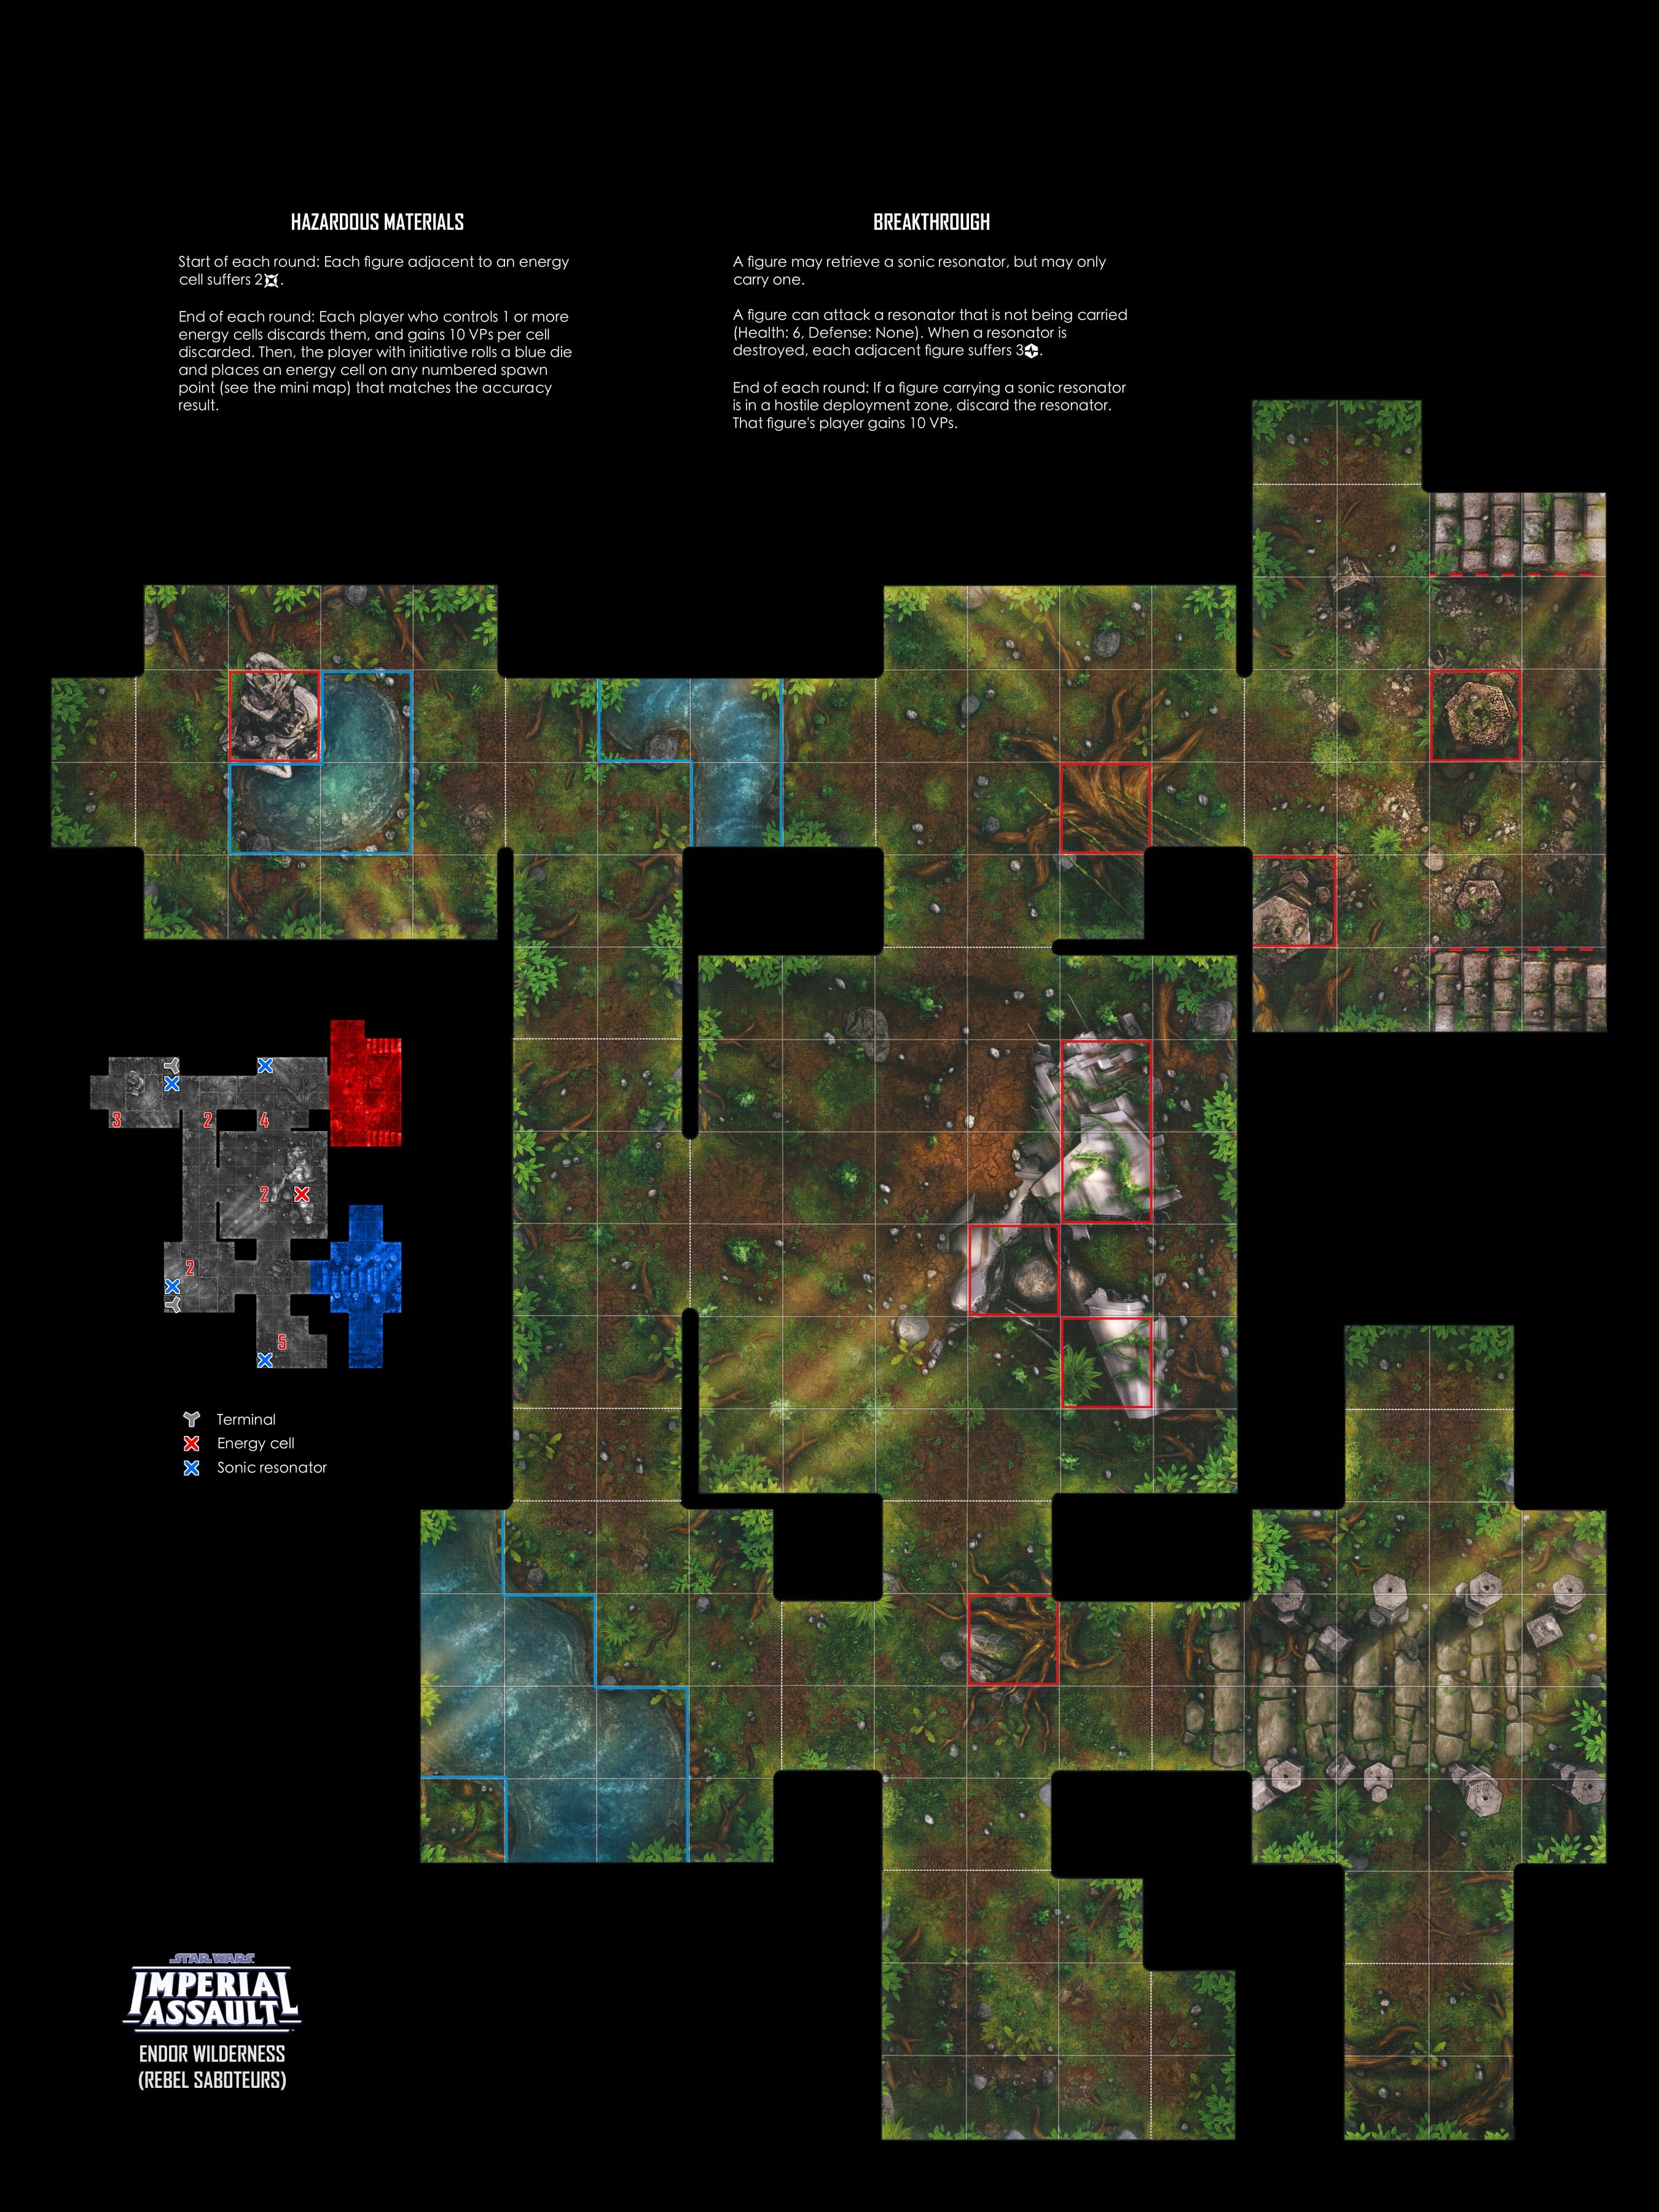 HAZARDOUS MATERIALS
Start of each round: Each figure adjacent to an energy
cell suffers 2.
End of each round: Each player who controls 1 or more
energy cells discards them, and gains 10 VPs per cell
discarded. Then, the player with initiative rolls a blue die
and places an energy cell on any numbered spawn
point (see the mini map) that matches the accuracy
result.
BREAKTHROUGH
A figure may retrieve a sonic resonator, but may only
carry one.
A figure can attack a resonator that is not being carried
(Health: 6, Defense: None). When a resonator is
destroyed, each adjacent figure suffers 3.
End of each round: If a figure carrying a sonic resonator
is in a hostile deployment zone, discard the resonator.
That figure's player gains 10 VPs.
3
2
4
2
2
5
Terminal
Energy cell
Sonic resonator
STAR WARS
IMPERIAL
ASSAULT
ENDOR WILDERNESS
(REBEL SABOTEURS)